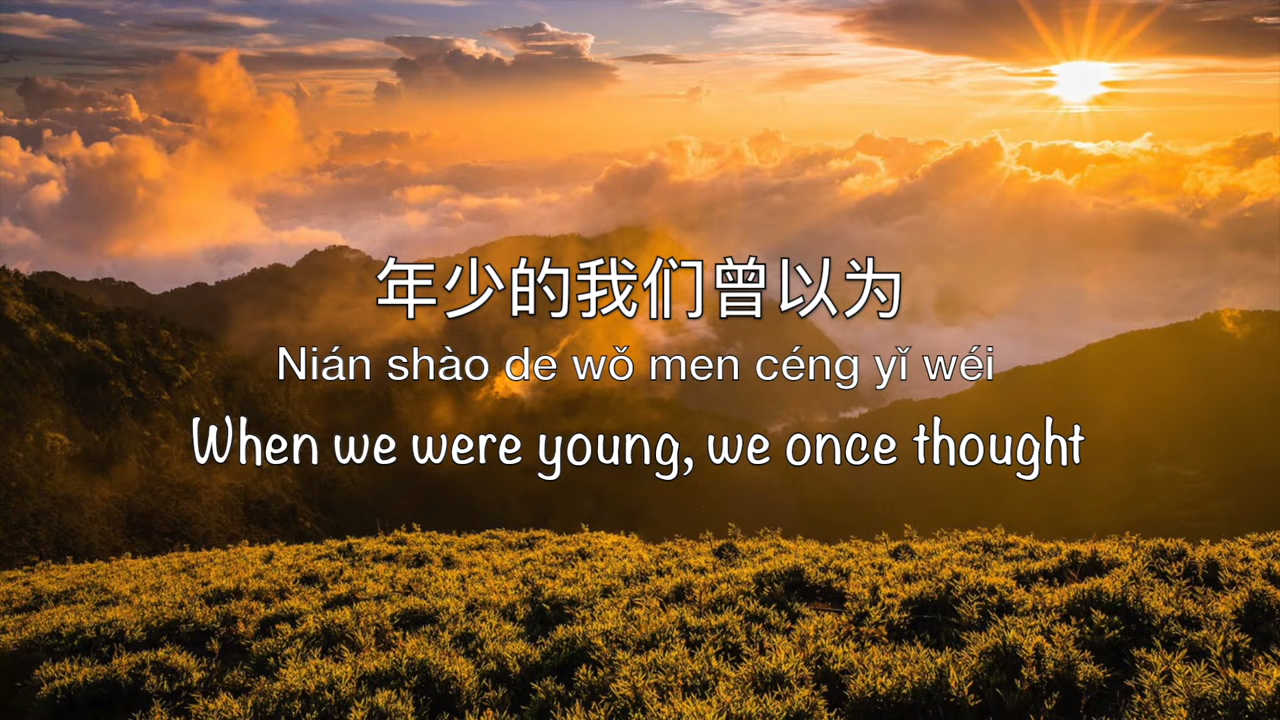 年少的我们曾以为
Nián shào de wǒ men céng yǐ wéi
When we were young, we once thought